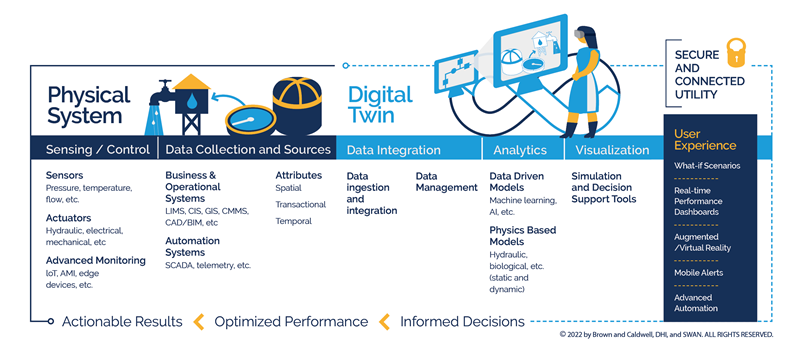 Physical
System
Digital
Twin
SECURE
AND
CONNECTED
UTILITY
Sensing / Control
Data Collection and Sources
Data Integration
Analytics
Visualization
Sensors
Pressure, temperature,
flow, etc.
Actuators
Hydraulic, electrical,
mechanical, etc
Advanced Monitoring
IoT, AMI, edge
devices, etc.
Business &
Operational
Systems
LIMS, CIS, GIS, CMMS,
CAD/BIM, etc
Automation
Systems
SCADA, telemetry, etc.
Attributes
Spatial
Transactional
Temporal
Data
ingestion
and
integration
Data
Management
Data Driven
Models
Machine learning,
AI, etc.
Physics Based
Models
Hydraulic,
biological, etc.
(static and
dynamic)
Simulation
and Decision
Support Tools
User
Experience
What-if Scenarios
Real-time
Performance
Dashboards
Augmented
/Virtual Reality
Mobile Alerts
Advanced
Automation
Actionable Results
Optimized Performance
Informed Decisions
© 2022 by Brown and Caldwell, DHI, and SWAN. ALL RIGHTS RESERVED.